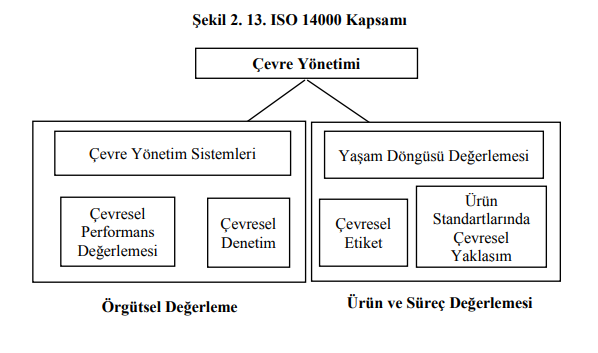 Şekil 2. 13. ISO 14000 Kapsamı
Çevre Yönetimi
Çevre Yönetim Sistemleri
Çevresel
Performans
Değerlemesi
Çevresel
Denetim
Örgütsel Değerleme
Yaşam Döngüsü Değerlemesi
Çevresel
Etiket
Ürün
Standartlarında
Çevresel
Yaklaşım
Ürün ve Süreç Değerlemesi